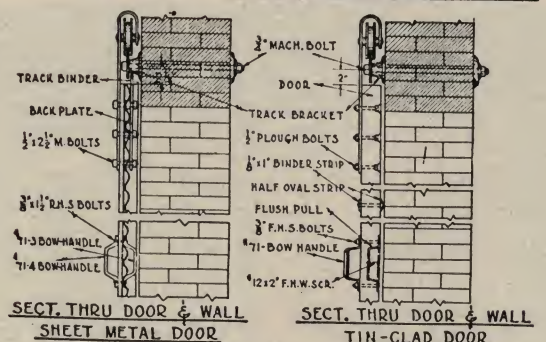 TRACK BINDER
BACK PLATE
½"x2½" M. BOLTS
⅜"x1½" R.H.S BOLTS
#71-3 BOW-HANDLE
#71-4 BOW-HANDLE
SECT. THRU DOOR & WALL
SHEET METAL DOOR
¾" MACH. BOLT
2"
DOOR
TRACK BRACKET
½" PLOUGH BOLTS
⅛"x1" BINDER STRIP
HALF OVAL STRIP
FLUSH PULL
⅜" F.H.S. BOLTS
#71-BOW HANDLE
#12x2" F.H.W. SCR.
SECT. THRU DOOR & WALL
TIN-CLAD DOOR